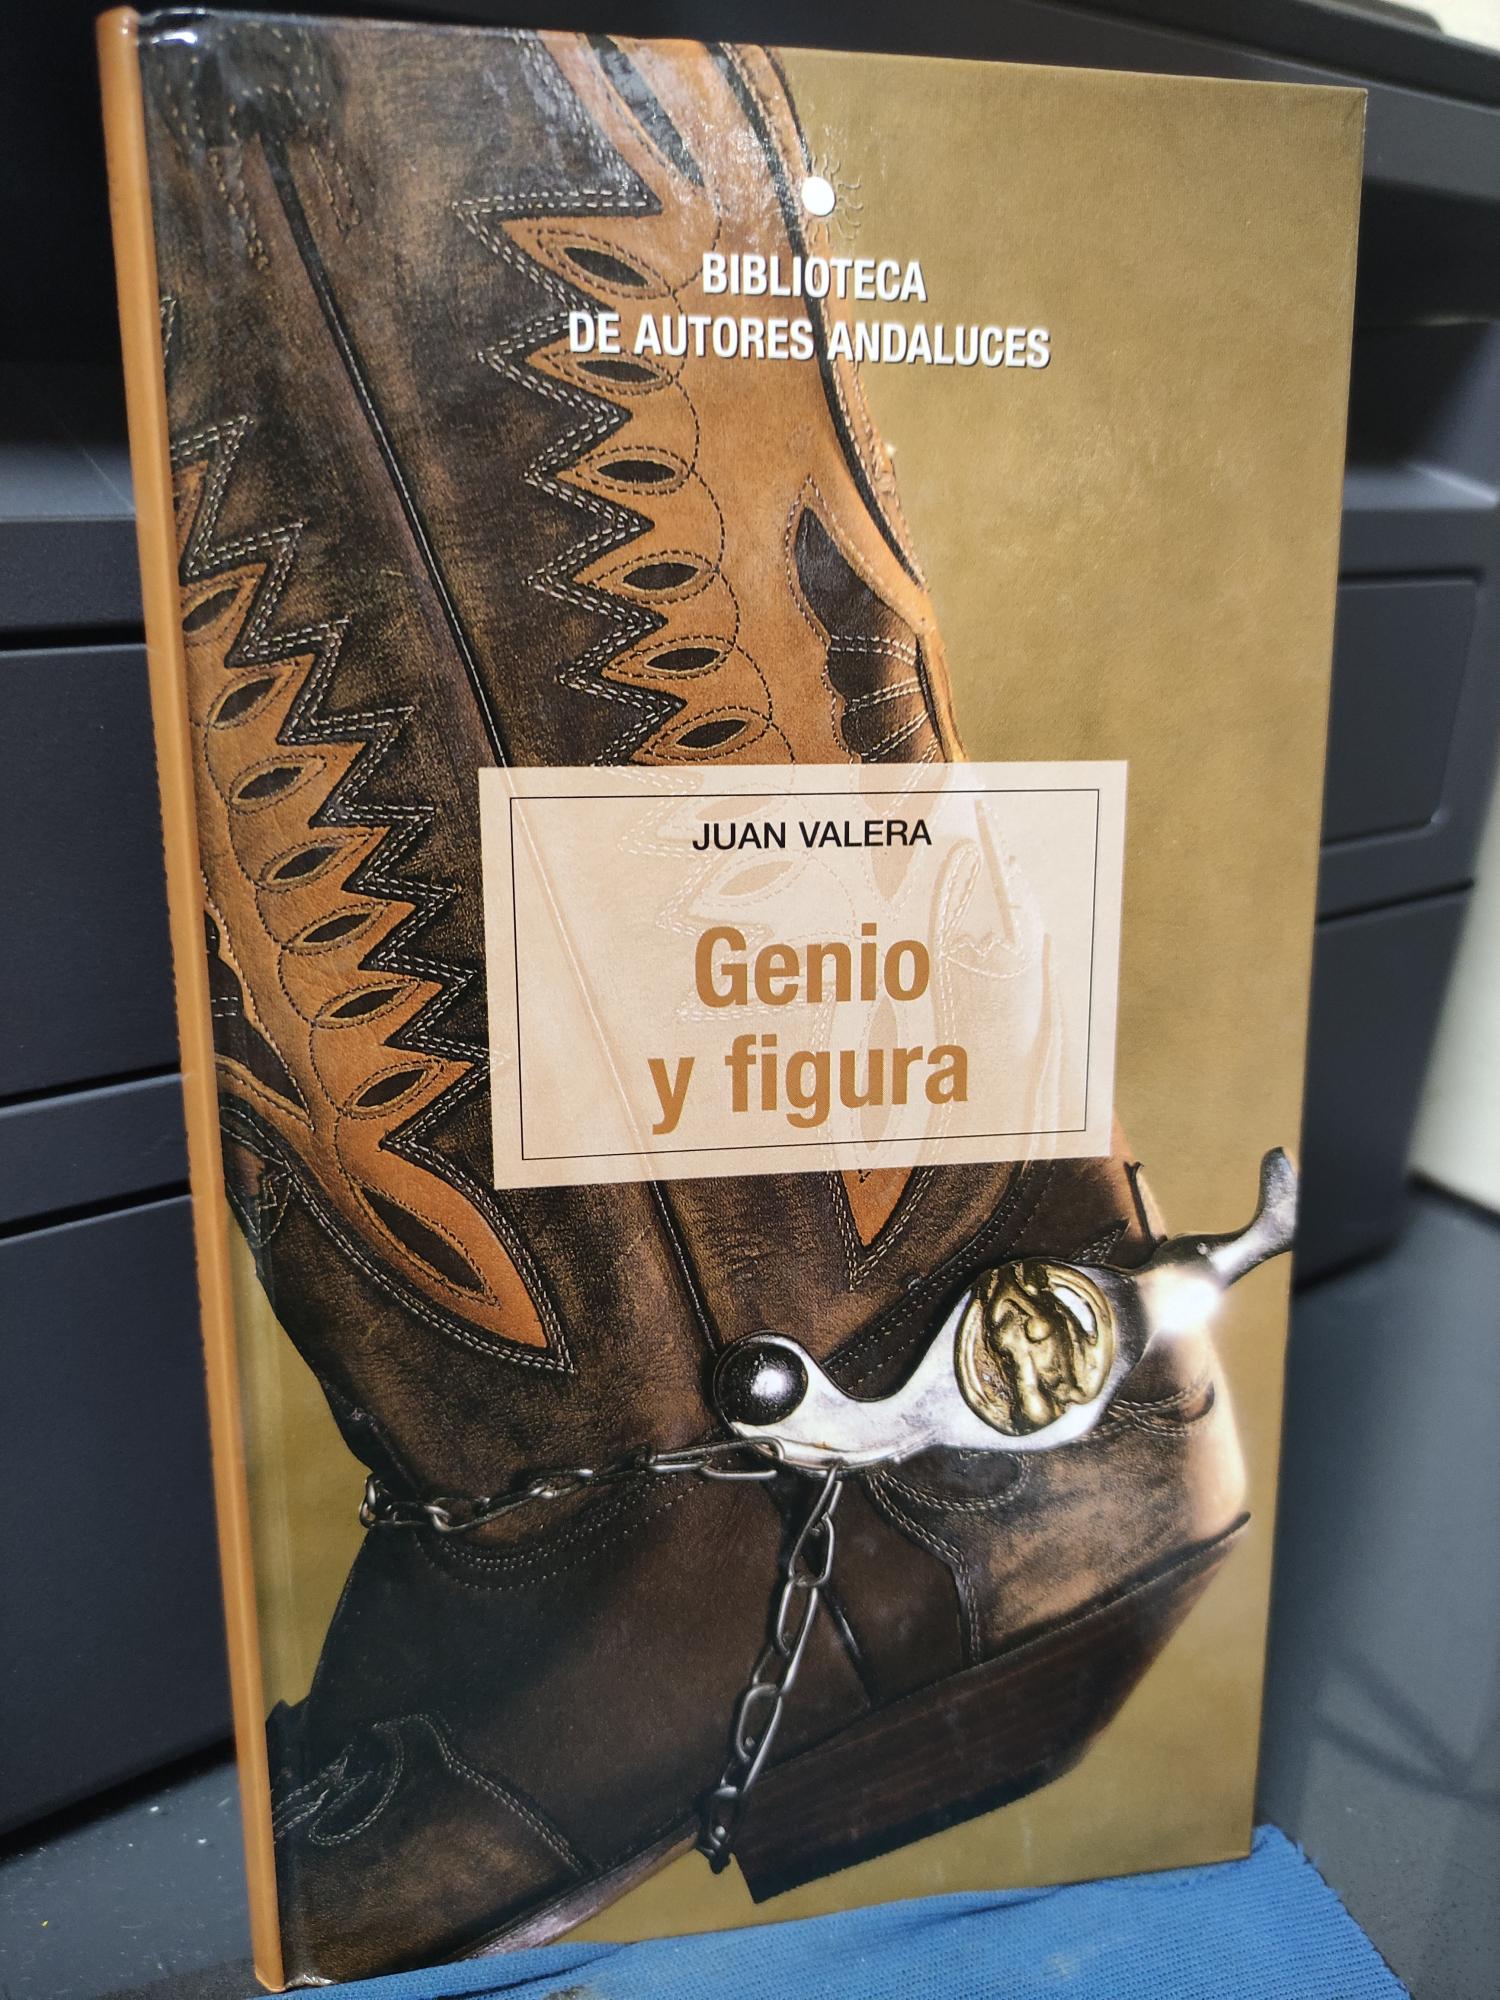 BIBLIOTECA
DE AUTORES ANDALUCES
JUAN VALERA
Genio
y figura